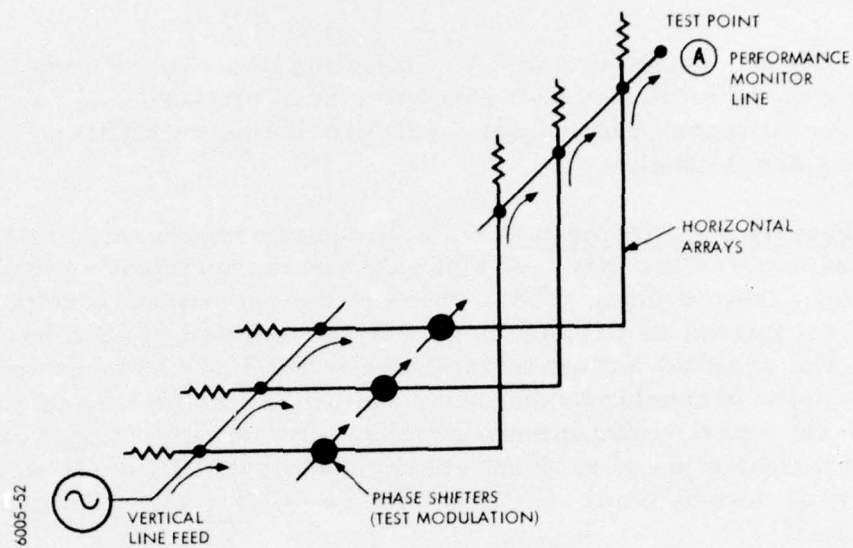 TEST POINT
A
PERFORMANCE
MONITOR
LINE
HORIZONTAL
ARRAYS
PHASE SHIFTERS
(TEST MODULATION)
VERTICAL
LINE FEED
6005-52